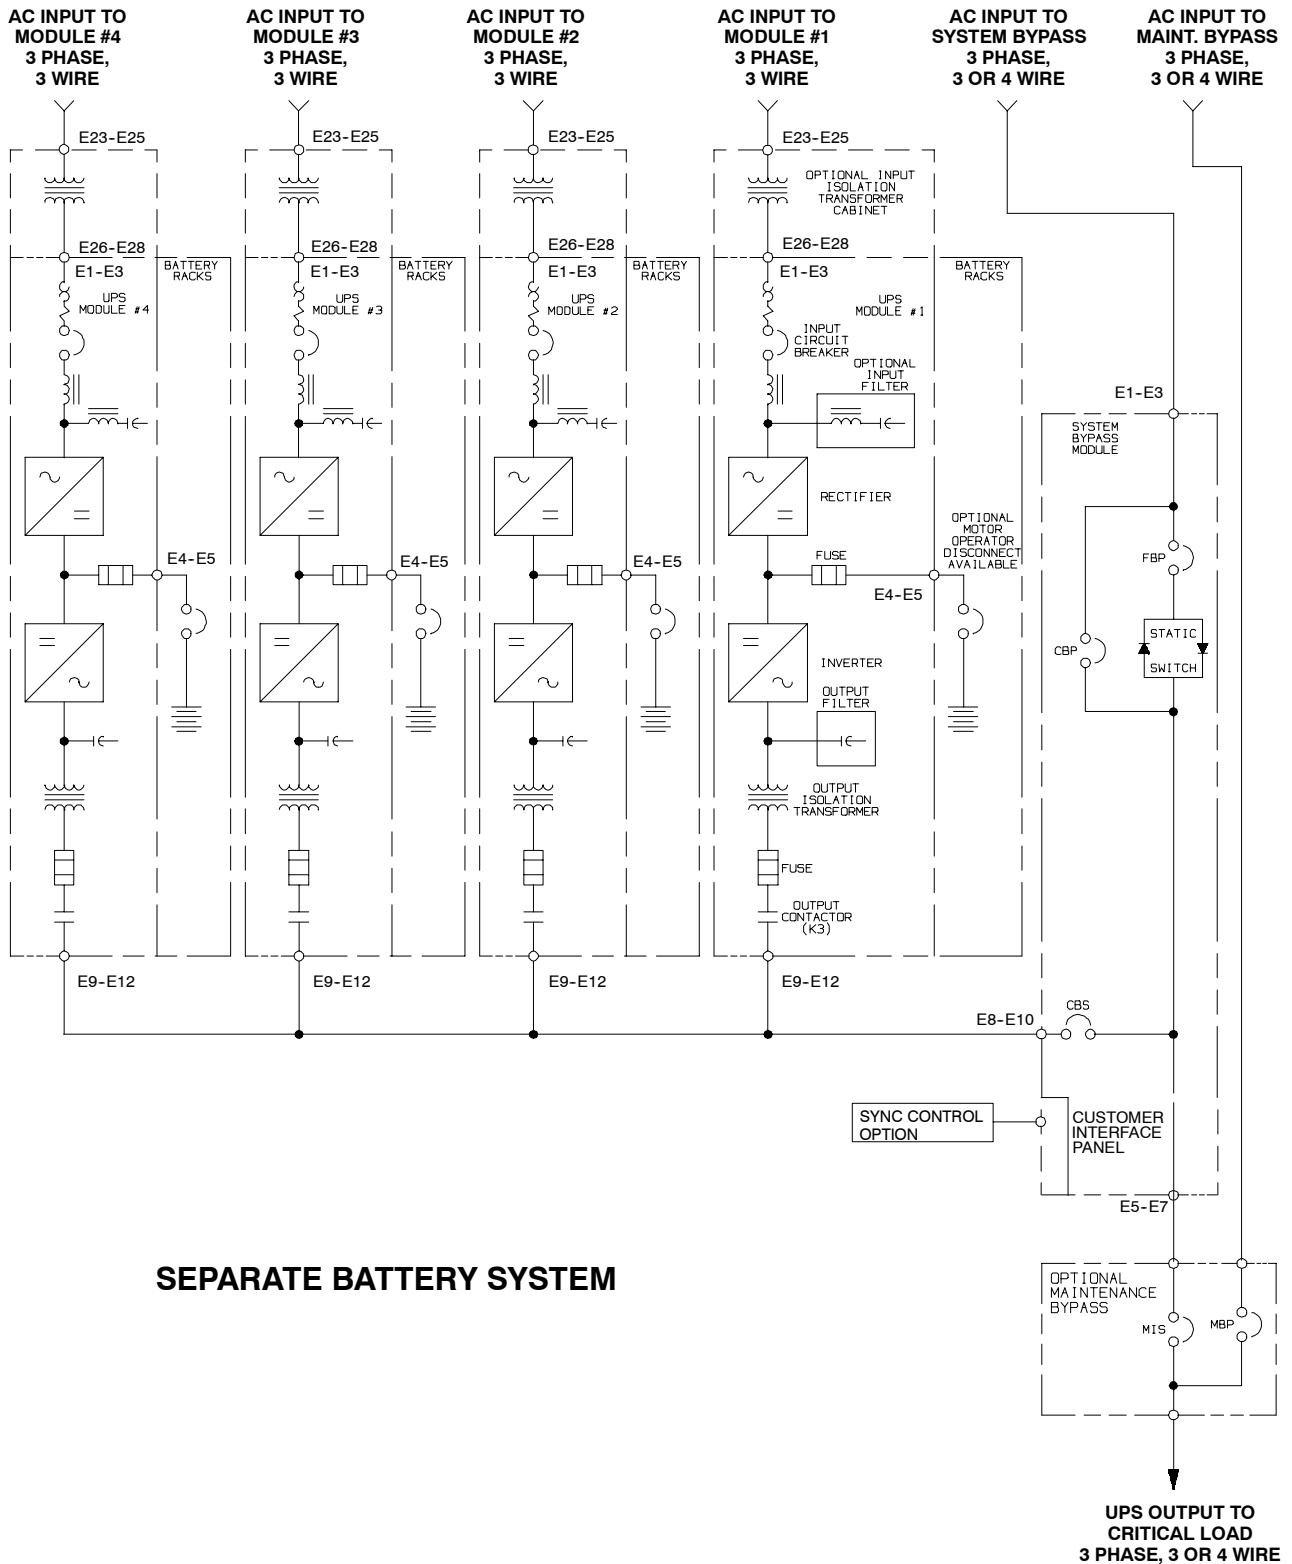 AC INPUT TO
MODULE #4
3 PHASE,
3 WIRE
AC INPUT TO
MODULE #3
3 PHASE,
3 WIRE
AC INPUT TO
MODULE #2
3 PHASE,
3 WIRE
AC INPUT TO
MODULE #1
3 PHASE,
3 WIRE
AC INPUT TO
SYSTEM BYPASS
3 PHASE,
3 OR 4 WIRE
AC INPUT TO
MAINT. BYPASS
3 PHASE,
3 OR 4 WIRE
E23-E25
E23-E25
E23-E25
E23-E25
OPTIONAL INPUT
ISOLATION
TRANSFORMER
CABINET
E26-E28
E26-E28
E26-E28
E26-E28
E1-E3
BATTERY
RACKS
E1-E3
BATTERY
RACKS
E1-E3
BATTERY
RACKS
E1-E3
BATTERY
RACKS
UPS
MODULE #4
UPS
MODULE #3
UPS
MODULE #2
UPS
MODULE #1
INPUT
CIRCUIT
BREAKER
OPTIONAL
INPUT
FILTER
E1-E3
SYSTEM
BYPASS
MODULE
RECTIFIER
OPTIONAL
MOTOR
OPERATOR
DISCONNECT
AVAILABLE
FUSE
E4-E5
E4-E5
E4-E5
E4-E5
FBP
CBP
STATIC
SWITCH
INVERTER
OUTPUT
FILTER
OUTPUT
ISOLATION
TRANSFORMER
FUSE
OUTPUT
CONTACTOR
(K3)
E9-E12
E9-E12
E9-E12
E9-E12
E8-E10
CBS
SYNC CONTROL
OPTION
CUSTOMER
INTERFACE
PANEL
E5-E7
SEPARATE BATTERY SYSTEM
OPTIONAL
MAINTENANCE
BYPASS
MIS
MBP
UPS OUTPUT TO
CRITICAL LOAD
3 PHASE, 3 OR 4 WIRE